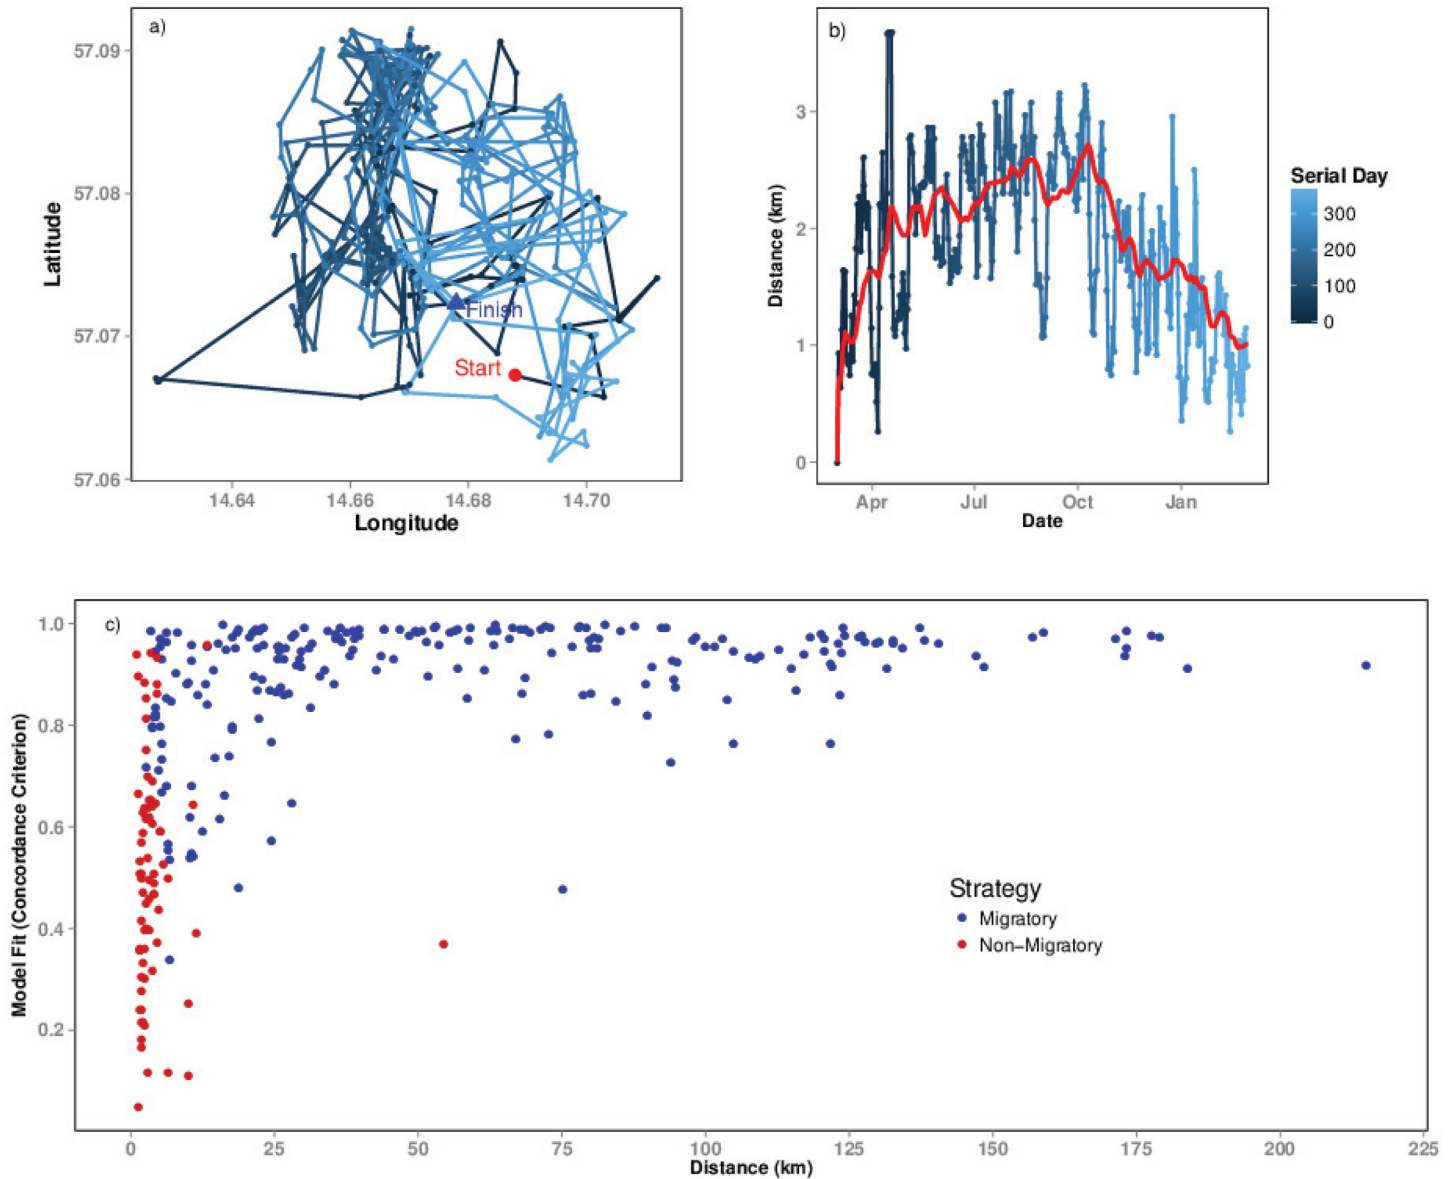 a)
57.09
57.08
57.07
57.06
Latitude
Finish
Start
14.64 14.66 14.68 14.70
Longitude
b)
3
2
1
0
Distance (km)
Apr Jul Oct Jan
Date
Serial Day
300
200
100
0
c)
1.0
0.8
0.6
0.4
0.2
Model Fit (Concordance Criterion)
Strategy
Migratory
Non−Migratory
0 25 50 75 100 125 150 175 200 225
Distance (km)